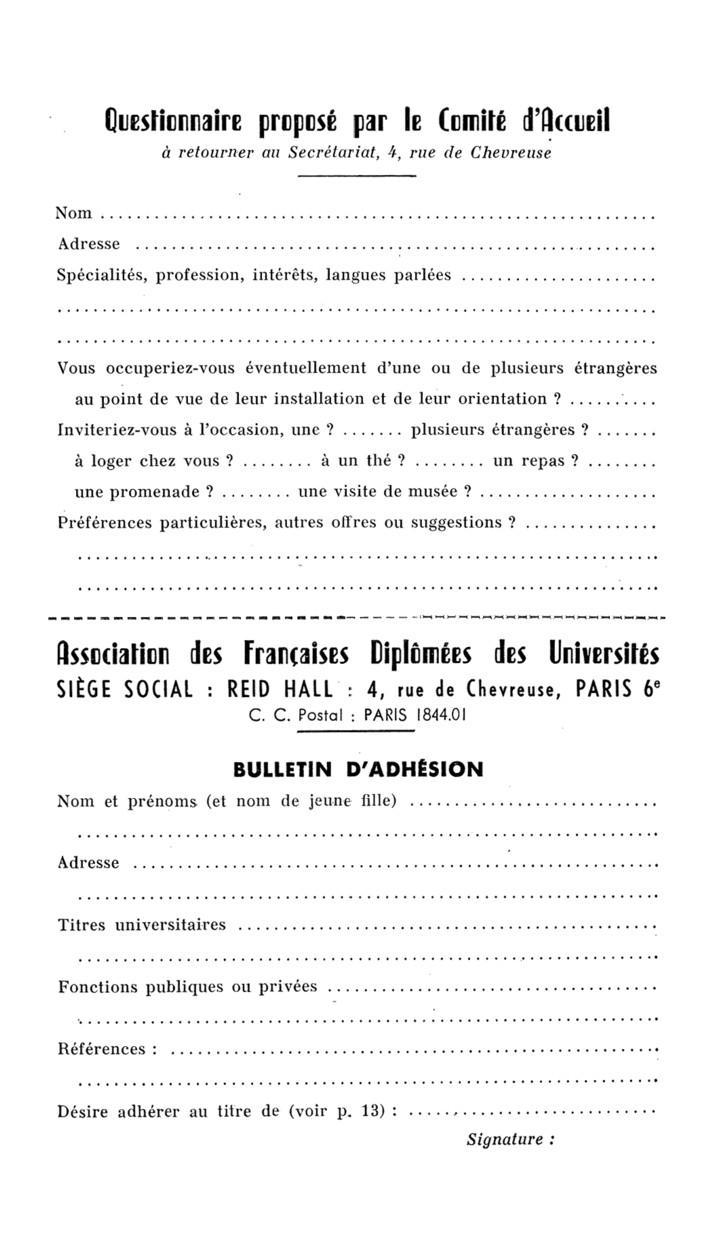 Questionnaire proposé par le Comité d'Accueil
à retourner au Secrétariat, 4, rue de Chevreuse
Nom ..............................................................
Adresse ..........................................................
Spécialités, profession, intérêts, langues parlées ......................
...................................................................
...................................................................
Vous occuperiez-vous éventuellement d'une ou de plusieurs étrangères
au point de vue de leur installation et de leur orientation ? ..........
Inviteriez-vous à l'occasion, une ? ....... plusieurs étrangères ? .......
à loger chez vous ? ........ à un thé ? ........ un repas ? ........
une promenade ? ........ une visite de musée ? ....................
Préférences particulières, autres offres ou suggestions ? ...............
.................................................................
.................................................................
Association des Françaises Diplômées des Universités
SIÈGE SOCIAL : REID HALL : 4, rue de Chevreuse, PARIS 6e
C. C. Postal : PARIS 1844.01
BULLETIN D'ADHÉSION
Nom et prénoms (et nom de jeune fille) ............................
.................................................................
Adresse ...........................................................
.................................................................
Titres universitaires ...............................................
.................................................................
Fonctions publiques ou privées .....................................
.................................................................
Références : ......................................................
.................................................................
Désire adhérer au titre de (voir p. 13) : ............................
Signature :